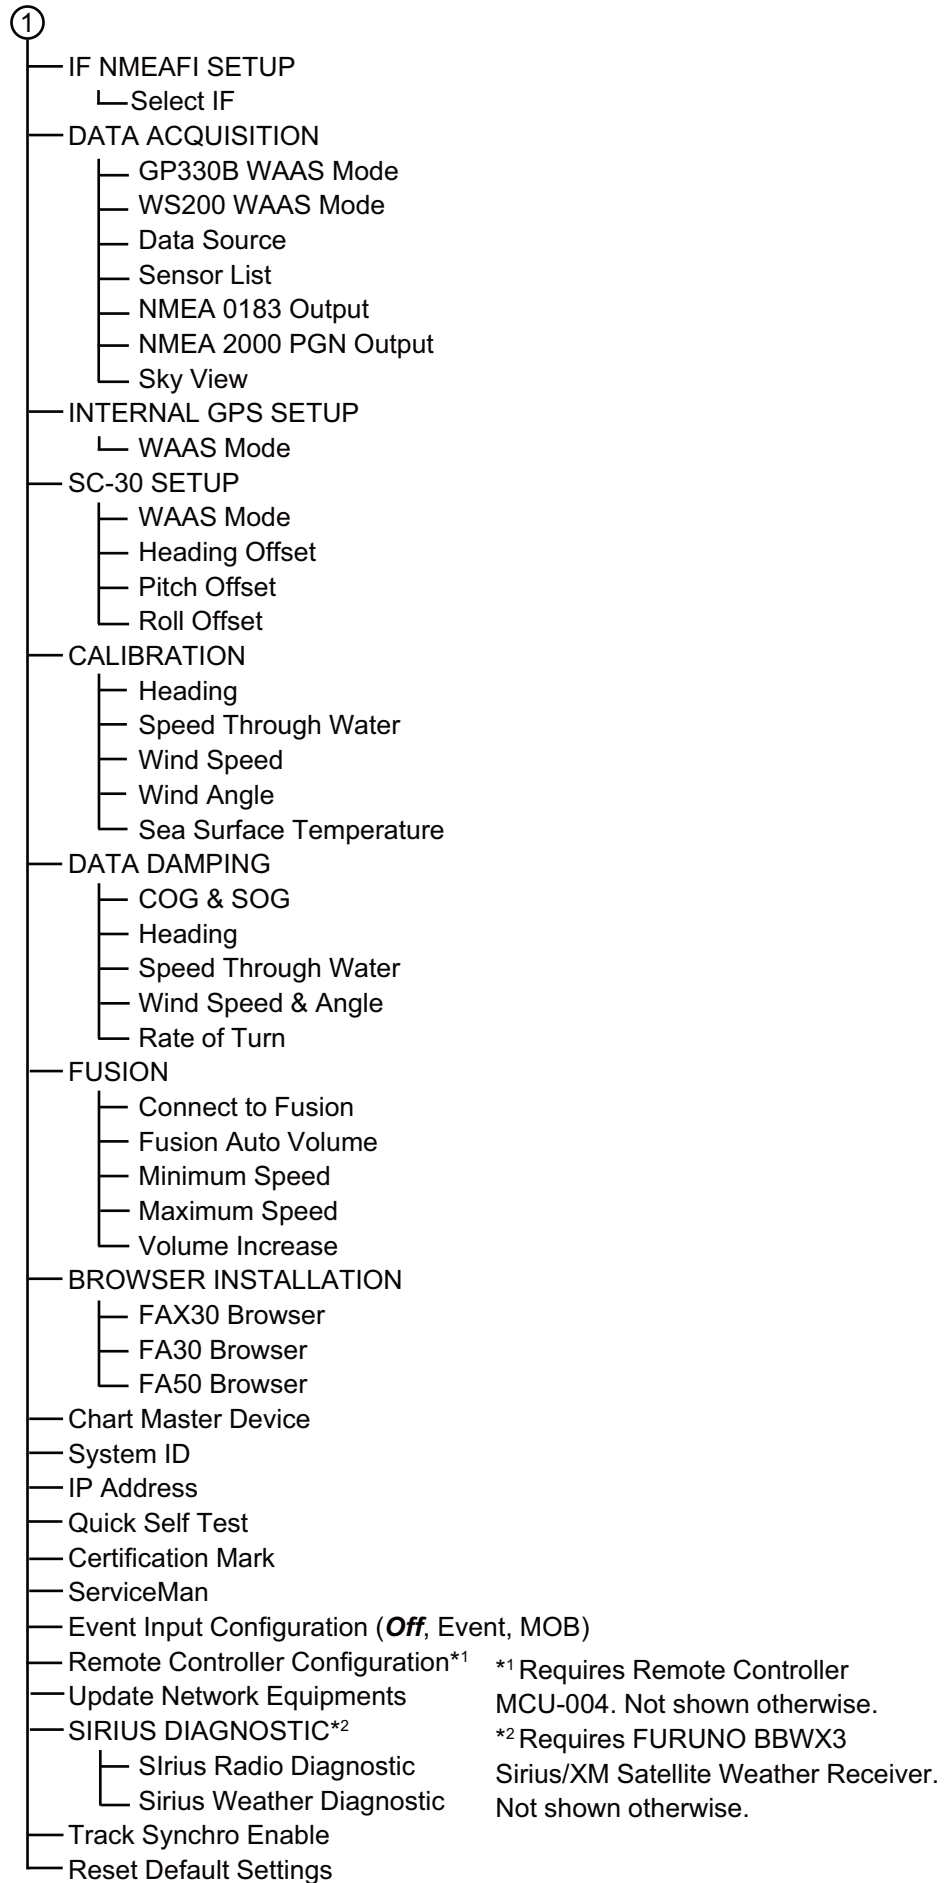 1
IF NMEAFI SETUP
Select IF
DATA ACQUISITION
GP330B WAAS Mode
WS200 WAAS Mode
Data Source
Sensor List
NMEA 0183 Output
NMEA 2000 PGN Output
Sky View
INTERNAL GPS SETUP
WAAS Mode
SC-30 SETUP
WAAS Mode
Heading Offset
Pitch Offset
Roll Offset
CALIBRATION
Heading
Speed Through Water
Wind Speed
Wind Angle
Sea Surface Temperature
DATA DAMPING
COG & SOG
Heading
Speed Through Water
Wind Speed & Angle
Rate of Turn
FUSION
Connect to Fusion
Fusion Auto Volume
Minimum Speed
Maximum Speed
Volume Increase
BROWSER INSTALLATION
FAX30 Browser
FA30 Browser
FA50 Browser
Chart Master Device
System ID
IP Address
Quick Self Test
Certification Mark
ServiceMan
Event Input Configuration (Off, Event, MOB)
Remote Controller Configuration*1
Update Network Equipments
SIRIUS DIAGNOSTIC*2
SIrius Radio Diagnostic
Sirius Weather Diagnostic
Track Synchro Enable
Reset Default Settings
*1 Requires Remote Controller
MCU-004. Not shown otherwise.
*2 Requires FURUNO BBWX3
Sirius/XM Satellite Weather Receiver.
Not shown otherwise.